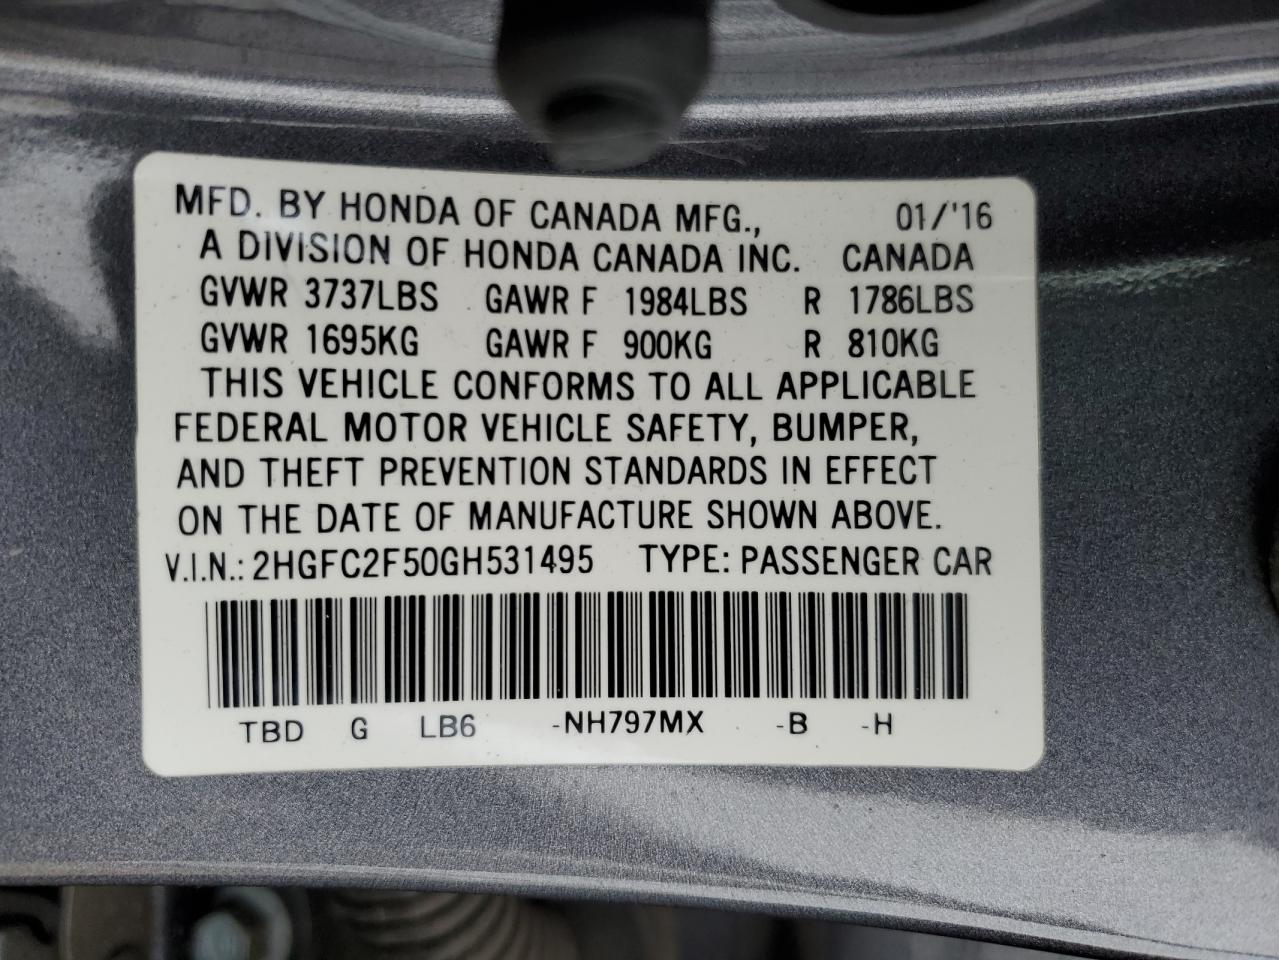 MFD. BY HONDA OF CANADA MFG., 01/'16
A DIVISION OF HONDA CANADA INC. CANADA
GVWR 3737LBS GAWR F 1984LBS R 1786LBS
GVWR 1695KG GAWR F 900KG R 810KG
THIS VEHICLE CONFORMS TO ALL APPLICABLE
FEDERAL MOTOR VEHICLE SAFETY, BUMPER,
AND THEFT PREVENTION STANDARDS IN EFFECT
ON THE DATE OF MANUFACTURE SHOWN ABOVE.
V.I.N.: 2HGFC2F50GH531495 TYPE: PASSENGER CAR
TBD G LB6 -NH797MX -B -H